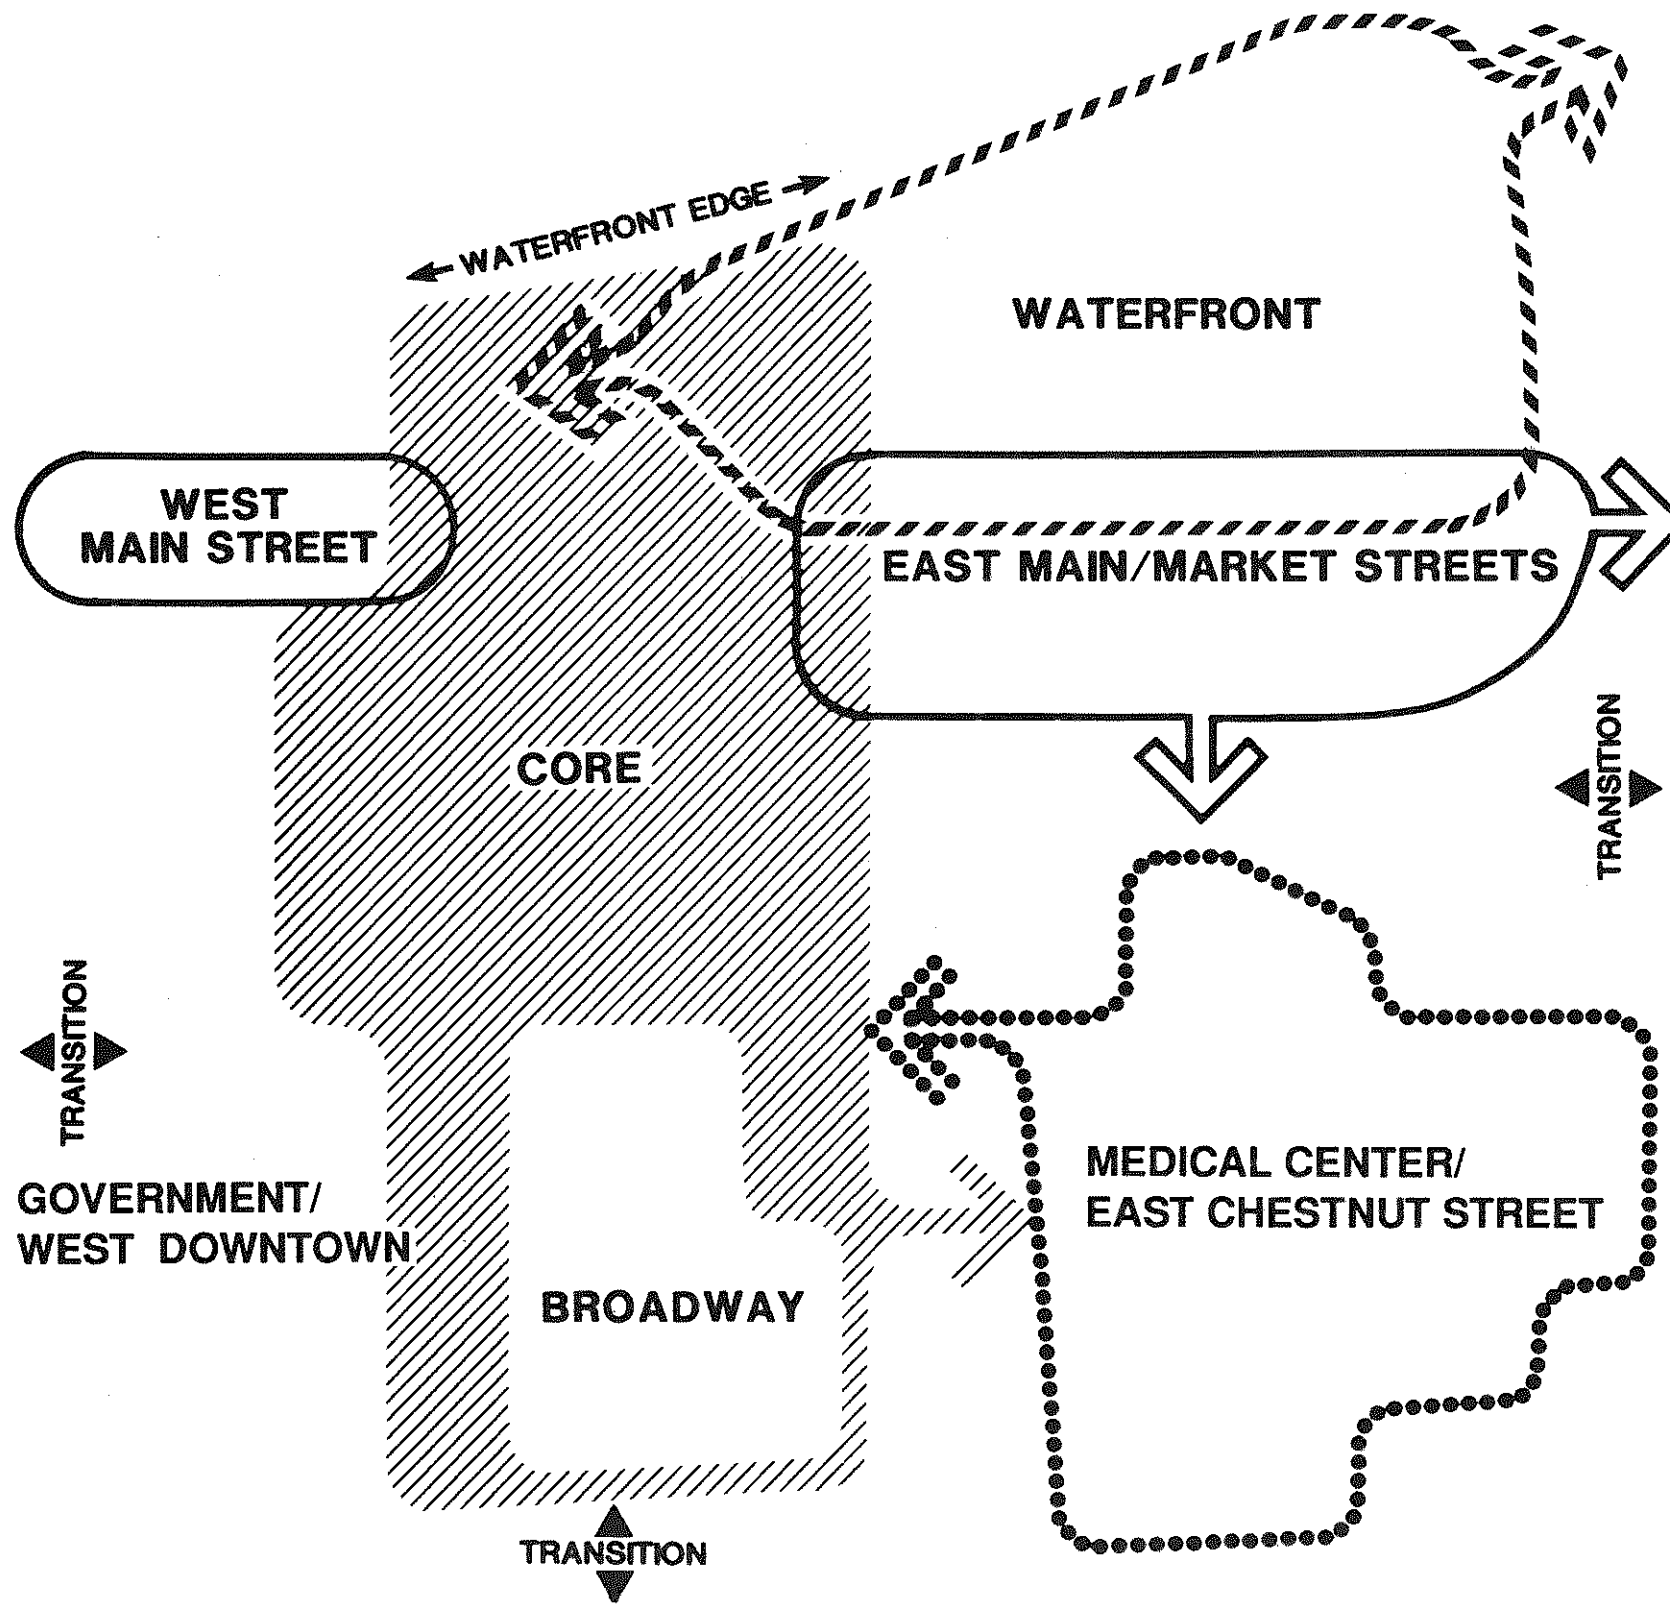 WATERFRONT EDGE
WATERFRONT
WEST
MAIN STREET
EAST MAIN/MARKET STREETS
CORE
TRANSITION
TRANSITION
MEDICAL CENTER/
EAST CHESTNUT STREET
GOVERNMENT/
WEST DOWNTOWN
BROADWAY
TRANSITION